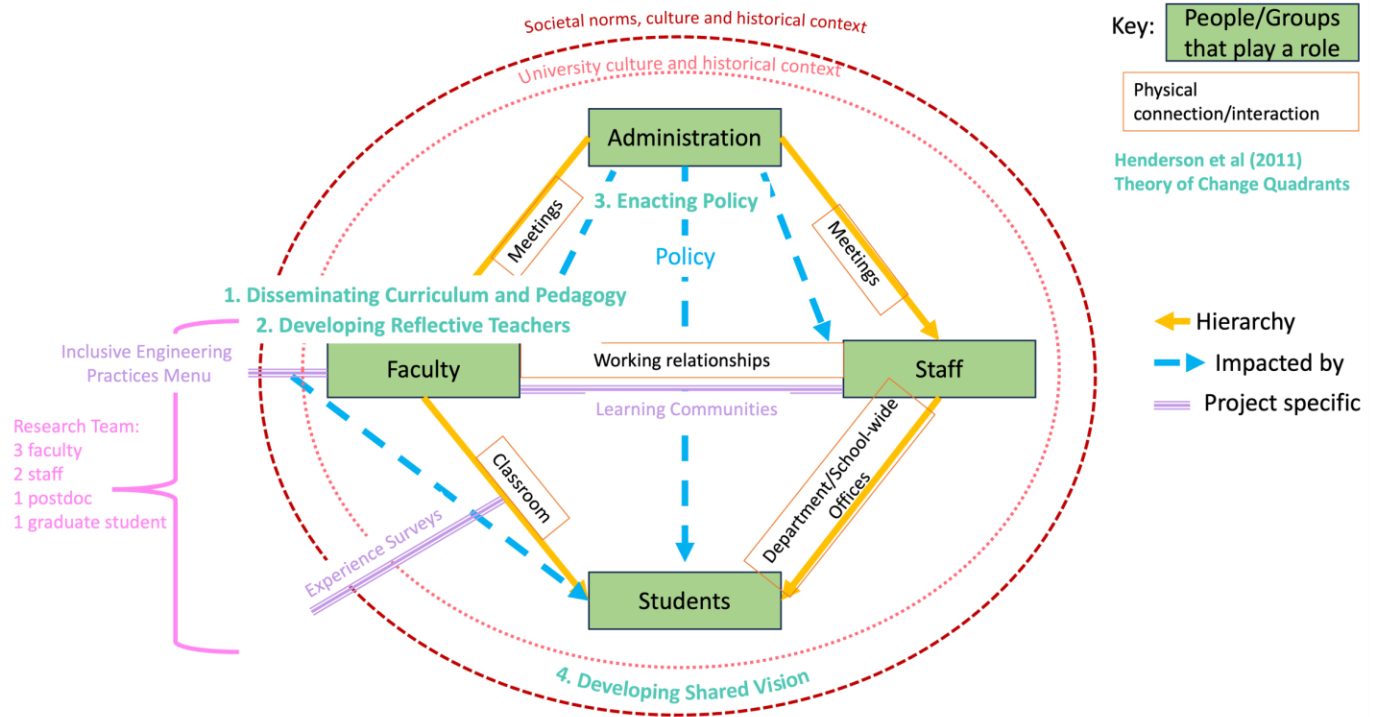 Societal norms, culture and historical context
University culture and historical context
Key:
People/Groups
that play a role
Physical
connection/interaction
Henderson et al (2011)
Theory of Change Quadrants
Administration
3. Enacting Policy
Meetings
Meetings
Policy
1. Disseminating Curriculum and Pedagogy
2. Developing Reflective Teachers
Hierarchy
Impacted by
Project specific
Inclusive Engineering
Practices Menu
Faculty
Working relationships
Staff
Learning Communities
Research Team:
3 faculty
2 staff
1 postdoc
1 graduate student
Classroom
Department/School-wide
Offices
Experience Surveys
Students
4. Developing Shared Vision